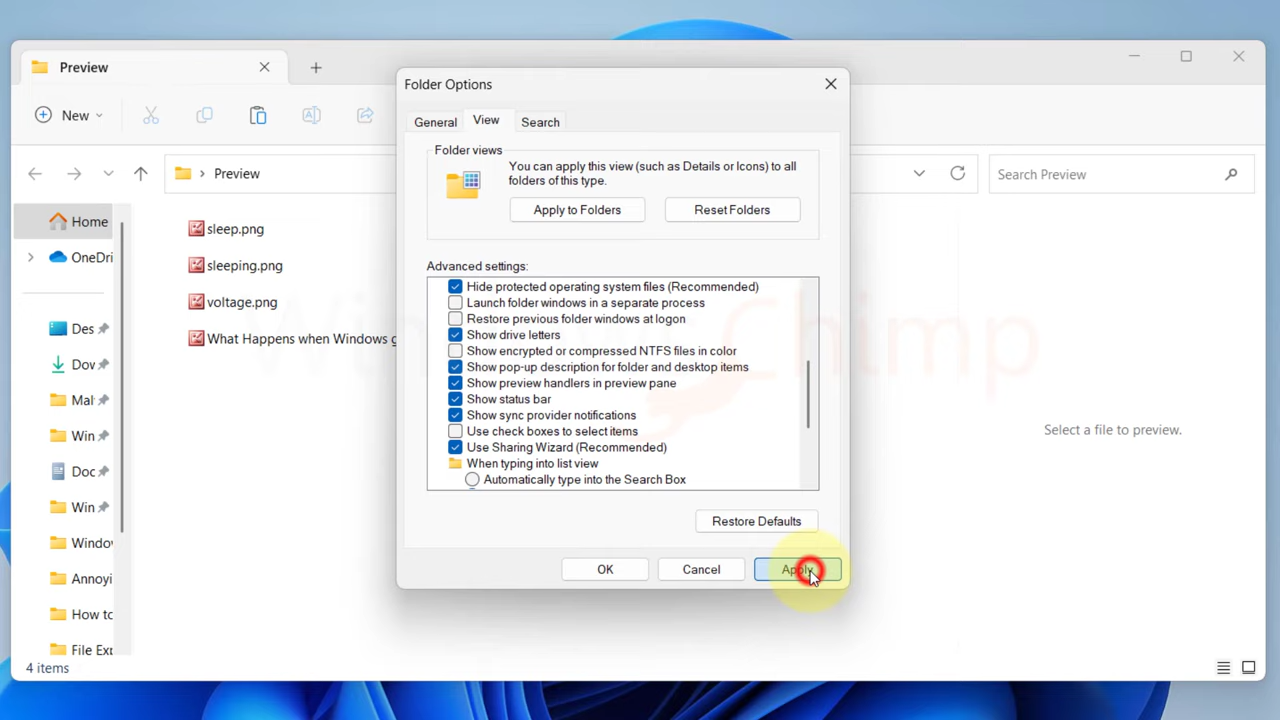 Preview
Folder Options
New
General
View
Search
Folder views
You can apply this view (such as Details or Icons) to all
folders of this type.
Apply to Folders
Reset Folders
Preview
Search Preview
Home
OneDri
Des
Dov
Mal
Win
Doc
Win
Window
Annoyi
How to
File Exp
sleep.png
sleeping.png
voltage.png
What Happens when Windows g
Advanced settings:
Hide protected operating system files (Recommended)
Launch folder windows in a separate process
Restore previous folder windows at logon
Show drive letters
Show encrypted or compressed NTFS files in color
Show pop-up description for folder and desktop items
Show preview handlers in preview pane
Show status bar
Show sync provider notifications
Use check boxes to select items
Use Sharing Wizard (Recommended)
When typing into list view
Automatically type into the Search Box
Restore Defaults
OK
Cancel
Apply
Select a file to preview.
4 items